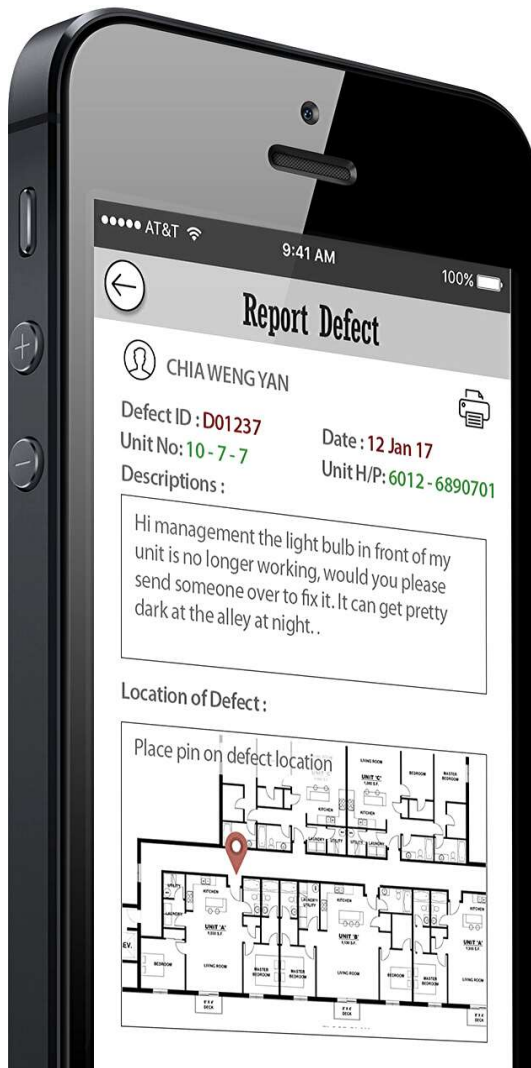 AT&T 9:41 AM 100%
Report Defect
CHIA WENG YAN
Defect ID : D01237 Date : 12 Jan 17
Unit No: 10 - 7 - 7 Unit H/P: 6012 - 6890701
Descriptions :
Hi management the light bulb in front of my
unit is no longer working, would you please
send someone over to fix it. It can get pretty
dark at the alley at night. .
Location of Defect :
Place pin on defect location
LIVING ROOM
UNIT 'C'
BEDROOM
MASTER
BEDROOM
KITCHEN
KITCHEN
LAUNDRY UTILITY UTILITY LAUNDRY
UTILITY
KITCHEN
LAUNDRY
UTILITY
KITCHEN
KITCHEN
LAUNDRY
UNIT 'A'
UNIT 'B'
UNIT 'A'
EV.
BEDROOM
LIVING ROOM
MASTER
BEDROOM
MASTER
BEDROOM
LIVING ROOM
BEDROOM
MASTER
BEDROOM
LIVING ROOM
DECK
DECK
DECK